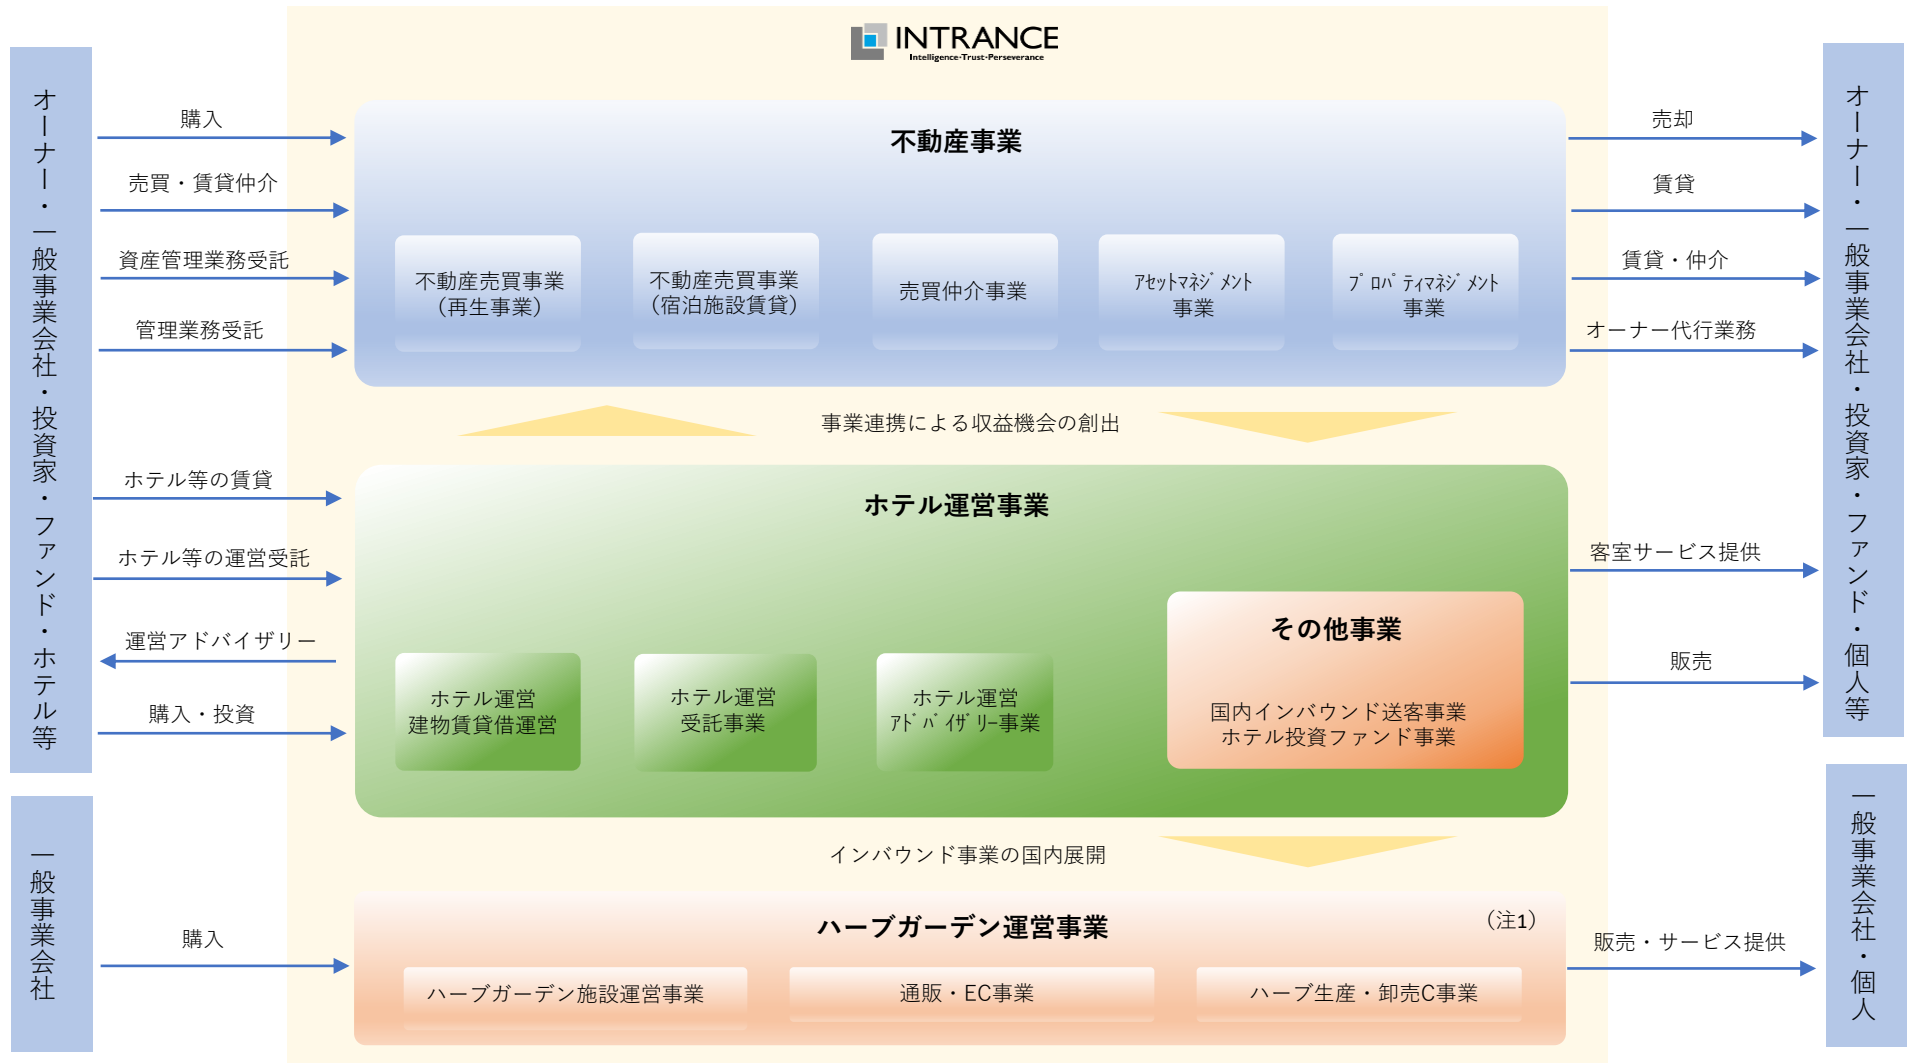 INTRANCE
Intelligence-Trust-Perseverance
オーナー・一般事業会社・投資家・ファンド・ホテル等
購入
売買・賃貸仲介
資産管理業務受託
管理業務受託
不動産事業
不動産売買事業
(再生事業)
不動産売買事業
(宿泊施設賃貸)
売買仲介事業
ｱｾｯﾄﾏﾈｼﾞﾒﾝﾄ
事業
ﾌﾟﾛﾊﾟﾃｨﾏﾈｼﾞﾒﾝﾄ
事業
売却
賃貸
賃貸・仲介
オーナー代行業務
オーナー・一般事業会社・投資家・ファンド・個人等
事業連携による収益機会の創出
ホテル等の賃貸
ホテル等の運営受託
運営アドバイザリー
購入・投資
ホテル運営事業
ホテル運営
建物賃貸借運営
ホテル運営
受託事業
ホテル運営
ｱﾄﾞﾊﾞｲｻﾞﾘｰ事業
その他事業
国内インバウンド送客事業
ホテル投資ファンド事業
客室サービス提供
販売
インバウンド事業の国内展開
一般事業会社
購入
ハーブガーデン運営事業
（注1）
ハーブガーデン施設運営事業
通販・EC事業
ハーブ生産・卸売C事業
販売・サービス提供
一般事業会社・個人